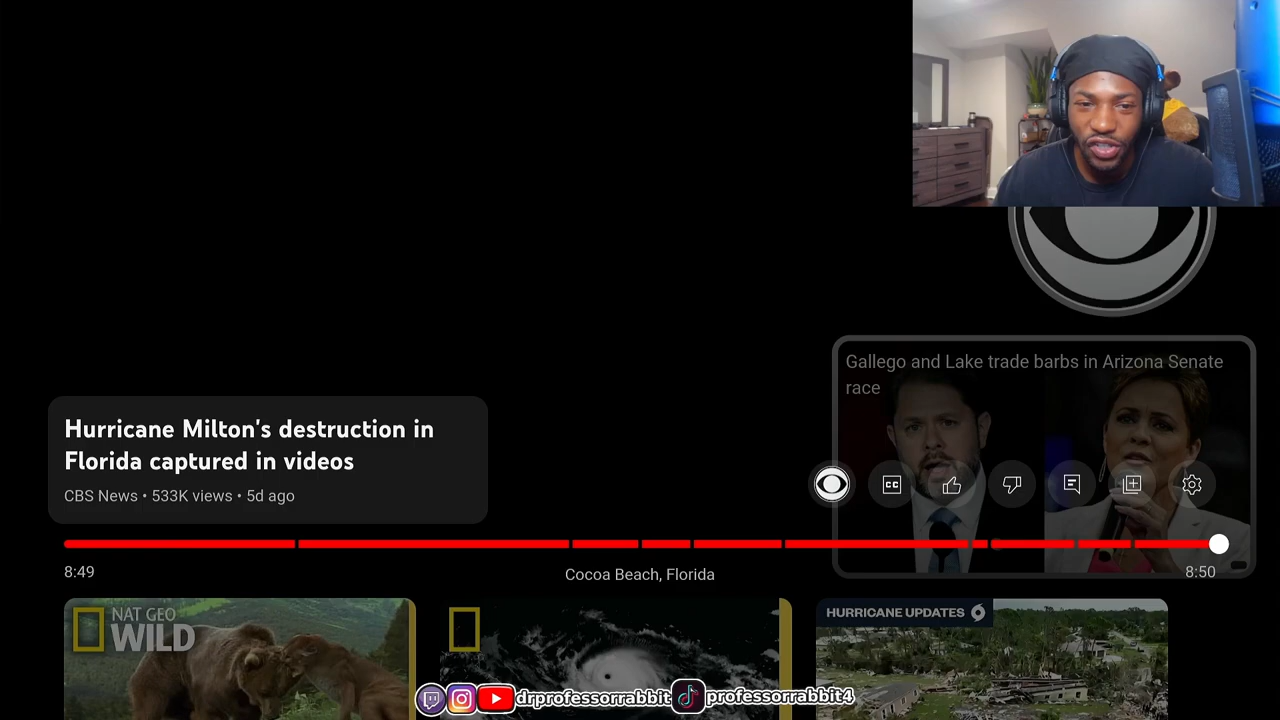 Gallego and Lake trade barbs in Arizona Senate
race
Hurricane Milton's destruction in
Florida captured in videos
CBS News • 533K views • 5d ago
CC
8:49
Cocoa Beach, Florida
8:50
NAT GEO
WILD
HURRICANE UPDATES
drprofessorrabbit
professorrabbit4